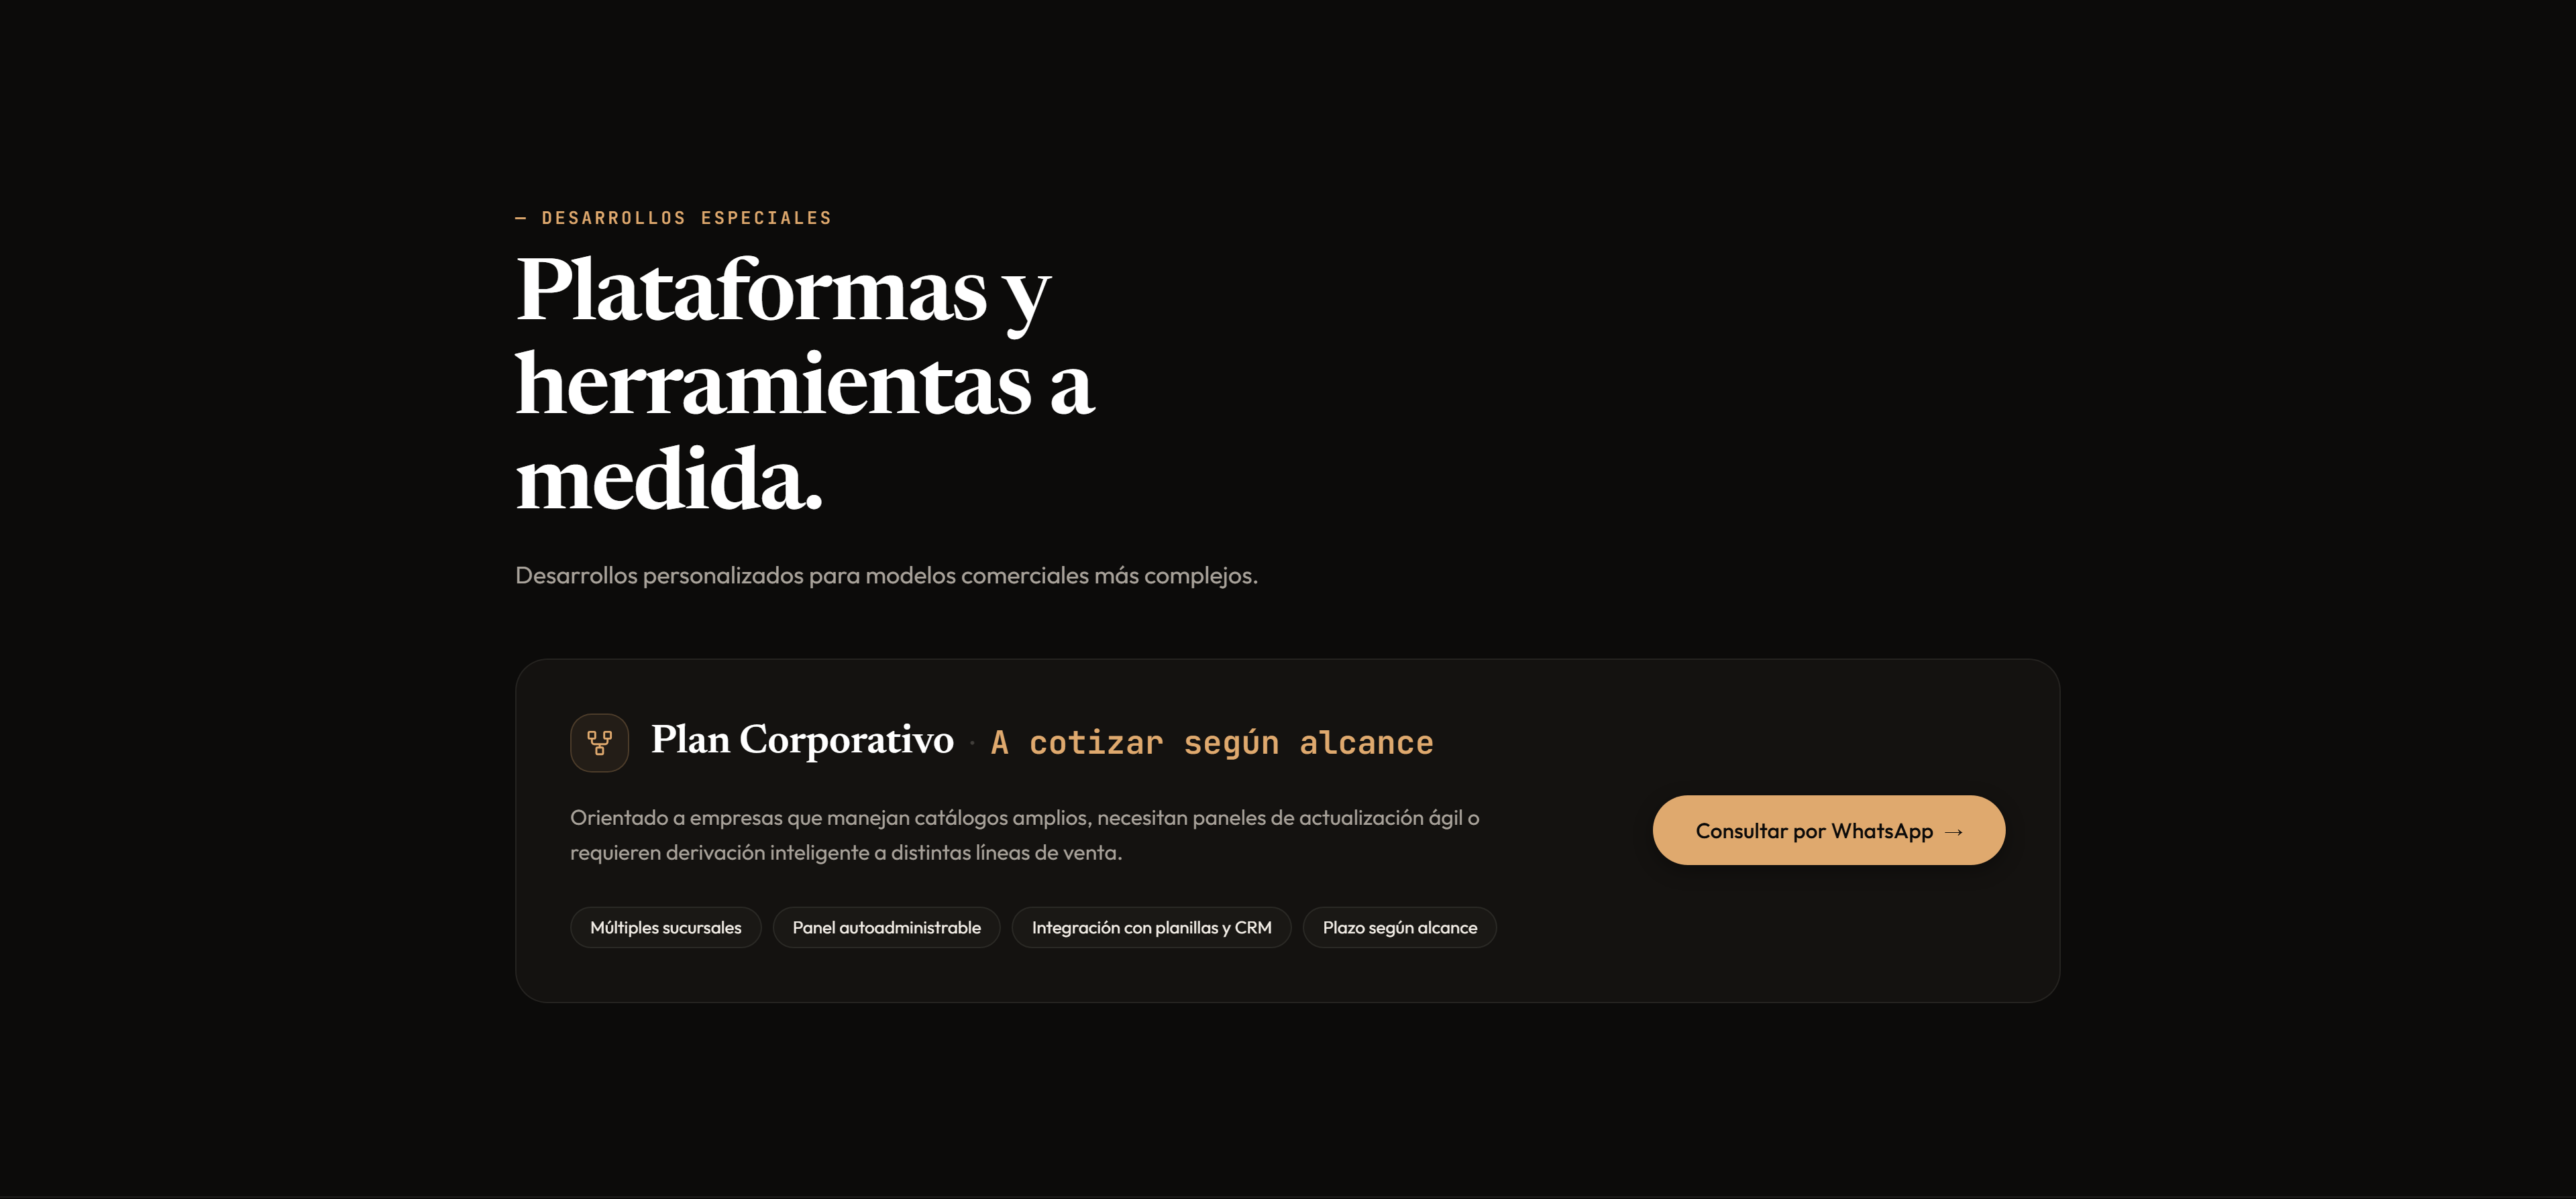 — DESARROLLOS ESPECIALES
Plataformas y
herramientas a
medida.
Desarrollos personalizados para modelos comerciales más complejos.
Plan Corporativo · A cotizar según alcance
Orientado a empresas que manejan catálogos amplios, necesitan paneles de actualización ágil o
requieren derivación inteligente a distintas líneas de venta.
Consultar por WhatsApp →
Múltiples sucursales
Panel autoadministrable
Integración con planillas y CRM
Plazo según alcance